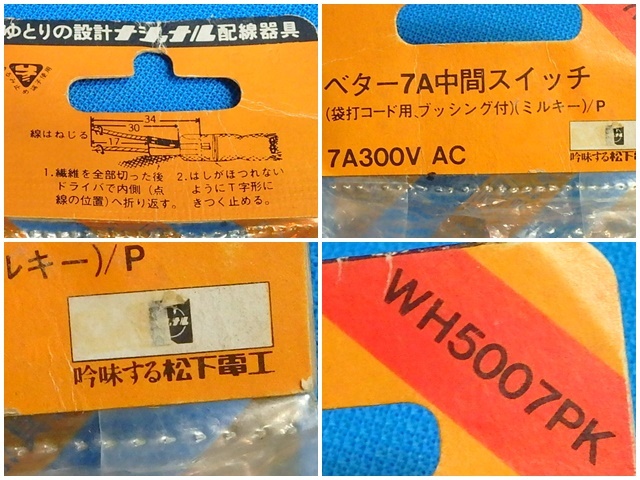 ゆとりの設計ナショナル配線器具
34
30
17
線はねじる
1.繊維を全部切った後
ドライバで内側(点
線の位置)へ折り返す。
2.はしがほつれない
ようにT字形に
きつく止める。
ベター7A中間スイッチ
(袋打コード用、ブッシング付)(ミルキー)/P
7A300V AC
吟味する松下
ルキー)/P
吟味する松下電工
WH5007PK